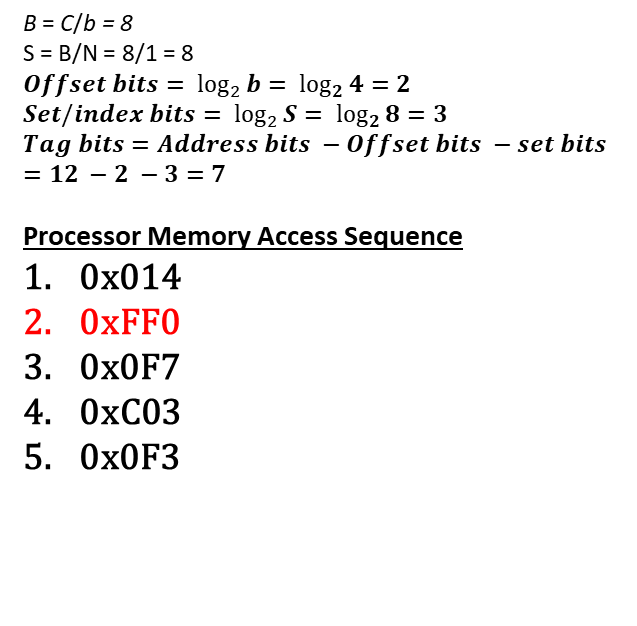 B = C/b = 8
S = B/N = 8/1 = 8
Offset bits = log₂ b = log₂ 4 = 2
Set/index bits = log₂ S = log₂ 8 = 3
Tag bits = Address bits − Offset bits − set bits
= 12 − 2 − 3 = 7
Processor Memory Access Sequence
1. 0x014
2. 0xFF0
3. 0x0F7
4. 0xC03
5. 0x0F3